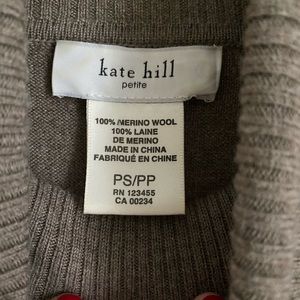 kate hill
petite
100% MERINO WOOL
100% LAINE
DE MERINO
MADE IN CHINA
FABRIQUÉ EN CHINE
PS/PP
RN 123455
CA 00234